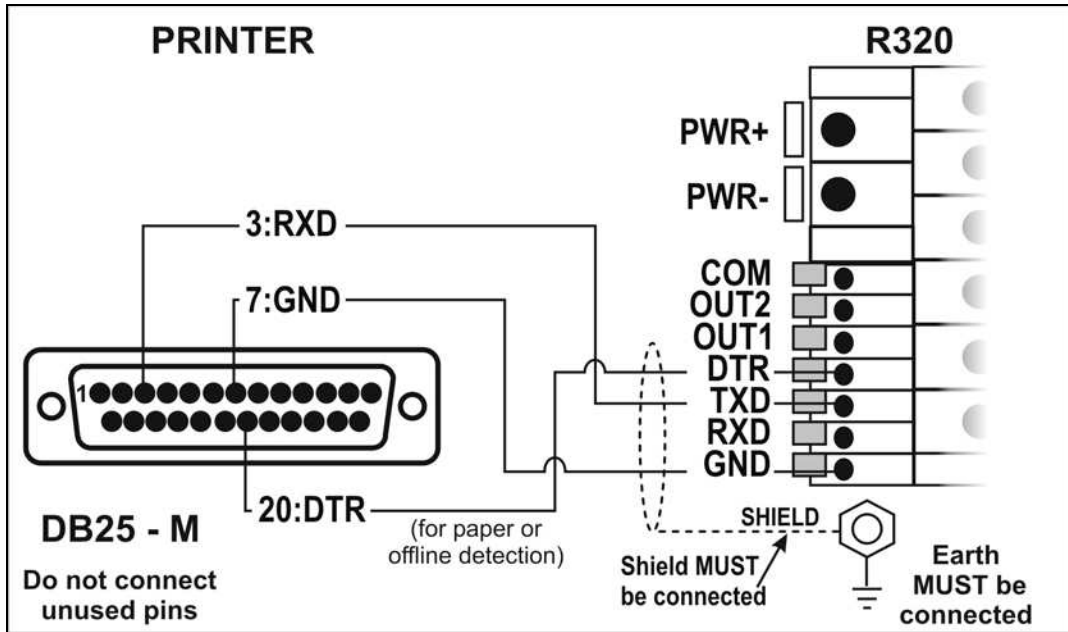 PRINTER
R320
PWR+
PWR-
3:RXD
7:GND
COM
OUT2
OUT1
DTR
TXD
RXD
GND
1
20:DTR
(for paper or
offline detection)
DB25 - M
Do not connect
unused pins
SHIELD
Shield MUST
be connected
Earth
MUST be
connected